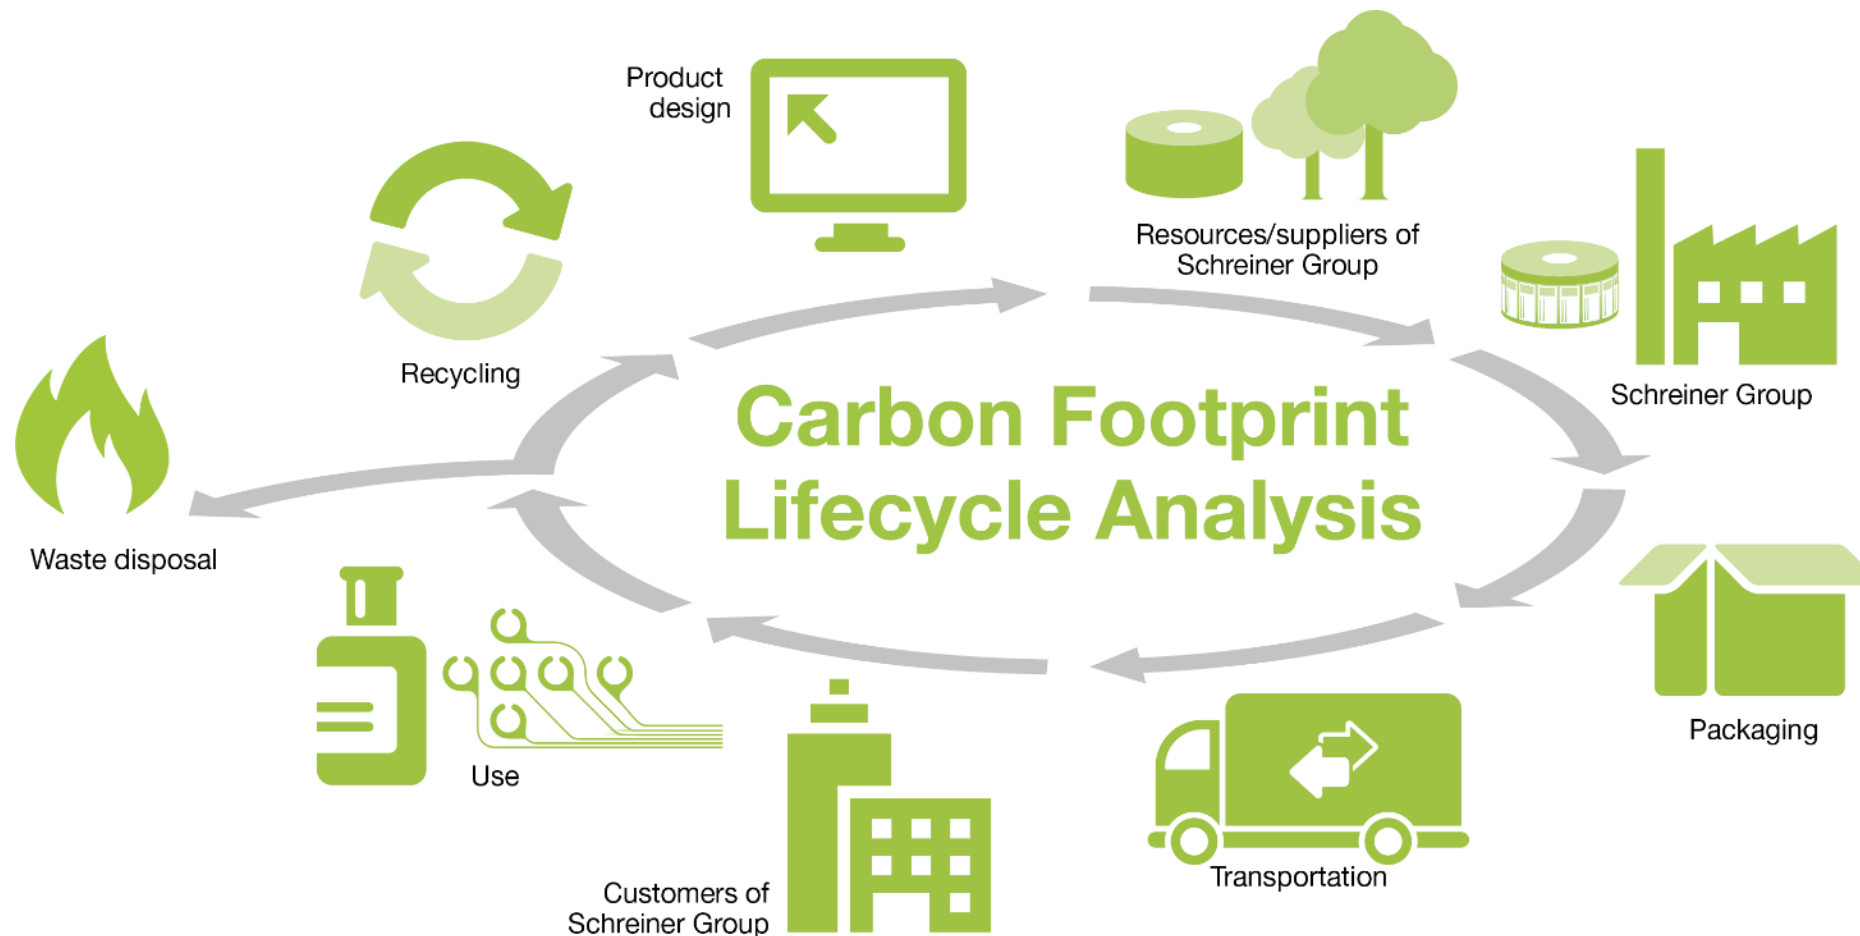 Product
design
Resources/suppliers of
Schreiner Group
Recycling
Schreiner Group
Carbon Footprint
Lifecycle Analysis
Waste disposal
Packaging
Use
Transportation
Customers of
Schreiner Group